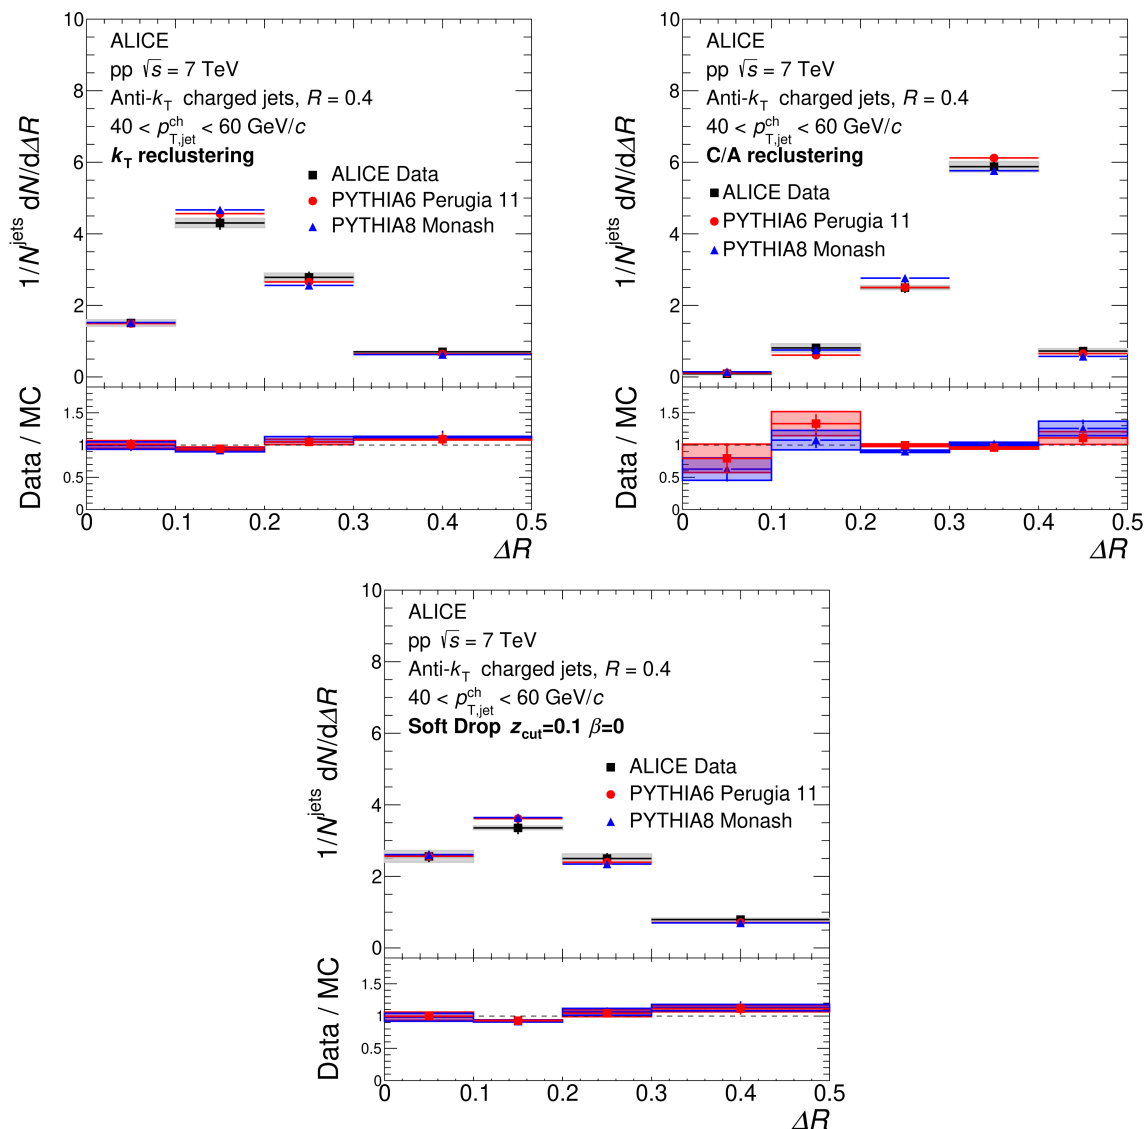 ALICE
pp √s = 7 TeV
Anti-kT charged jets, R = 0.4
40 < p^ch_T,jet < 60 GeV/c
kT reclustering
ALICE Data
PYTHIA6 Perugia 11
PYTHIA8 Monash
1/N^jets dN/dΔR
10
8
6
4
2
0
Data / MC
1.5
1
0.5
0
0 0.1 0.2 0.3 0.4 0.5
ΔR
ALICE
pp √s = 7 TeV
Anti-kT charged jets, R = 0.4
40 < p^ch_T,jet < 60 GeV/c
C/A reclustering
ALICE Data
PYTHIA6 Perugia 11
PYTHIA8 Monash
1/N^jets dN/dΔR
10
8
6
4
2
0
Data / MC
1.5
1
0.5
0
0 0.1 0.2 0.3 0.4 0.5
ΔR
ALICE
pp √s = 7 TeV
Anti-kT charged jets, R = 0.4
40 < p^ch_T,jet < 60 GeV/c
Soft Drop zcut=0.1 β=0
ALICE Data
PYTHIA6 Perugia 11
PYTHIA8 Monash
1/N^jets dN/dΔR
10
8
6
4
2
0
Data / MC
1.5
1
0.5
0
0 0.1 0.2 0.3 0.4 0.5
ΔR